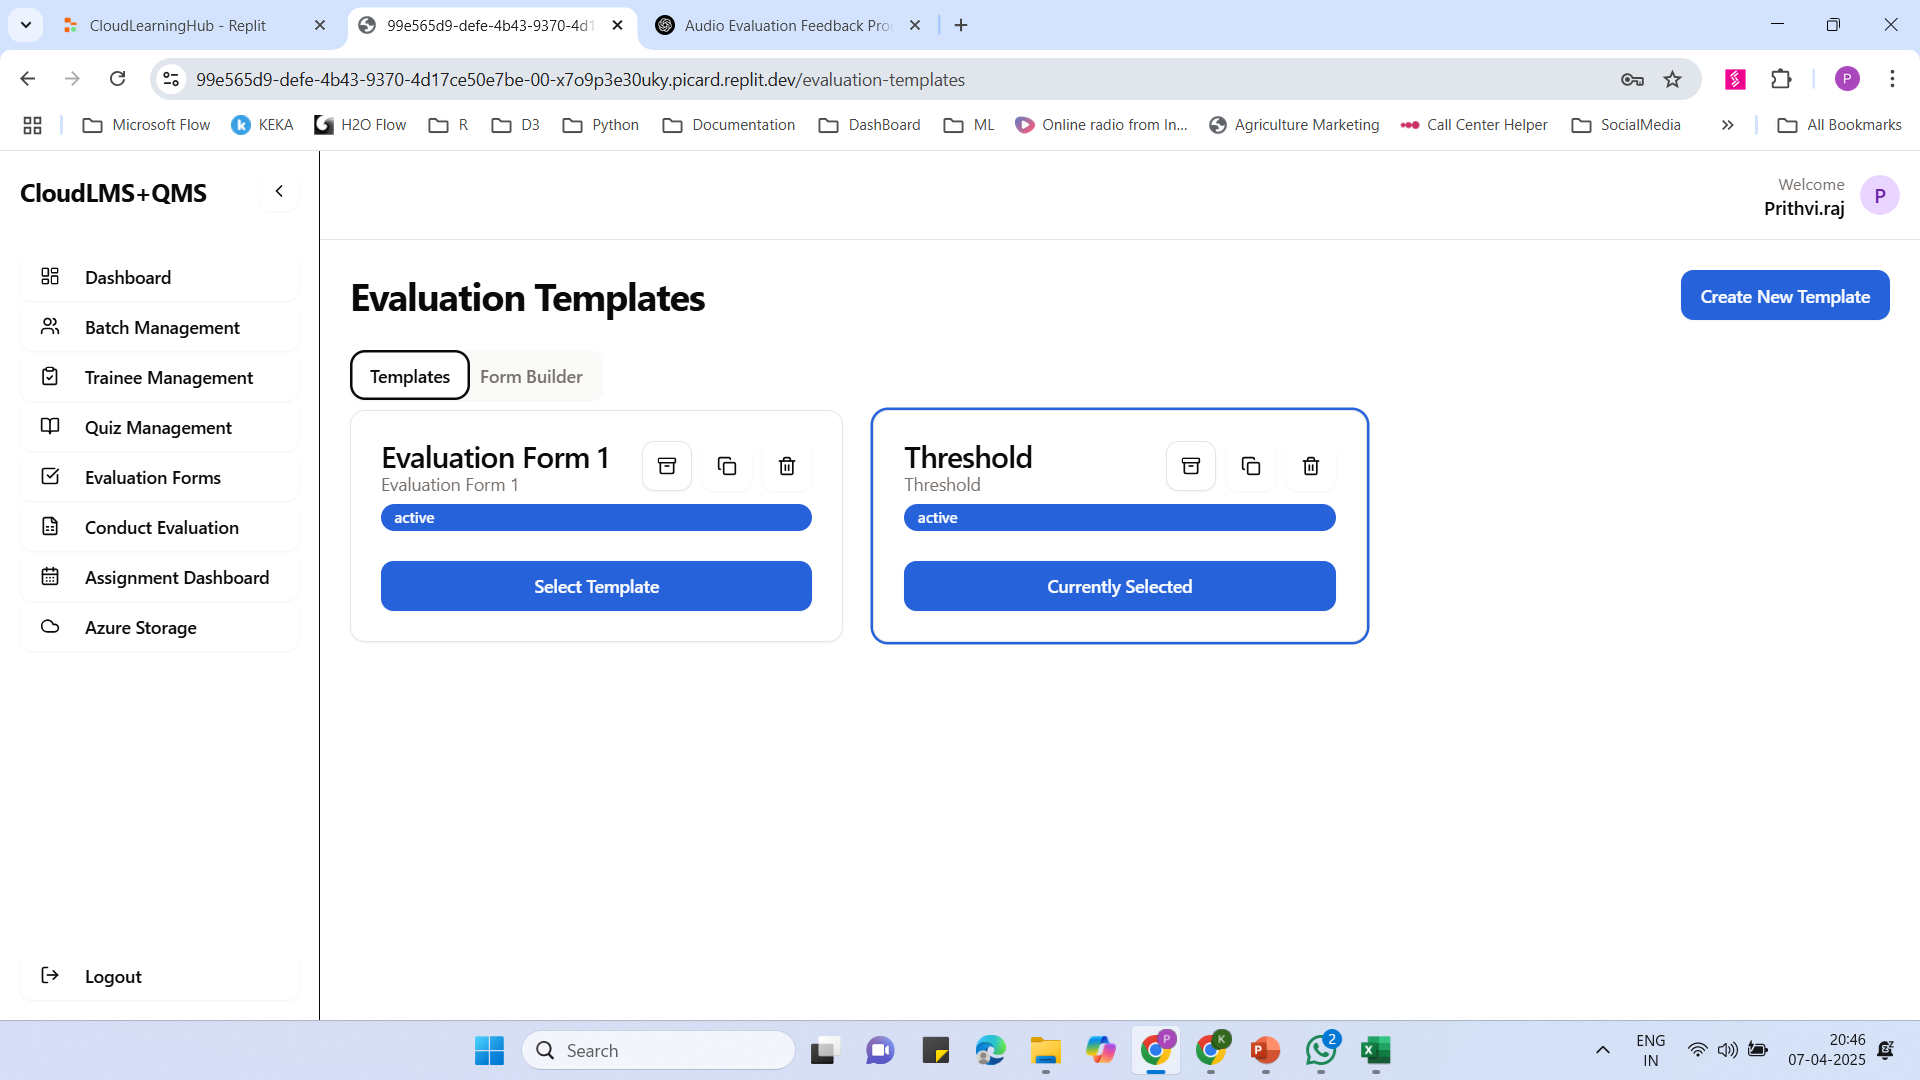 CloudLearningHub - Replit
99e565d9-defe-4b43-9370-4d1
Audio Evaluation Feedback Pro
99e565d9-defe-4b43-9370-4d17ce50e7be-00-x7o9p3e30uky.picard.replit.dev/evaluation-templates
P
Microsoft Flow
KEKA
H2O Flow
R
D3
Python
Documentation
DashBoard
ML
Online radio from In...
Agriculture Marketing
Call Center Helper
SocialMedia
All Bookmarks
CloudLMS+QMS
Welcome
Prithvi.raj
P
Dashboard
Batch Management
Trainee Management
Quiz Management
Evaluation Forms
Conduct Evaluation
Assignment Dashboard
Azure Storage
Logout
Evaluation Templates
Create New Template
Templates
Form Builder
Evaluation Form 1
Evaluation Form 1
active
Select Template
Threshold
Threshold
active
Currently Selected
Search
P
K
P
2
X
ENG
IN
20:46
07-04-2025